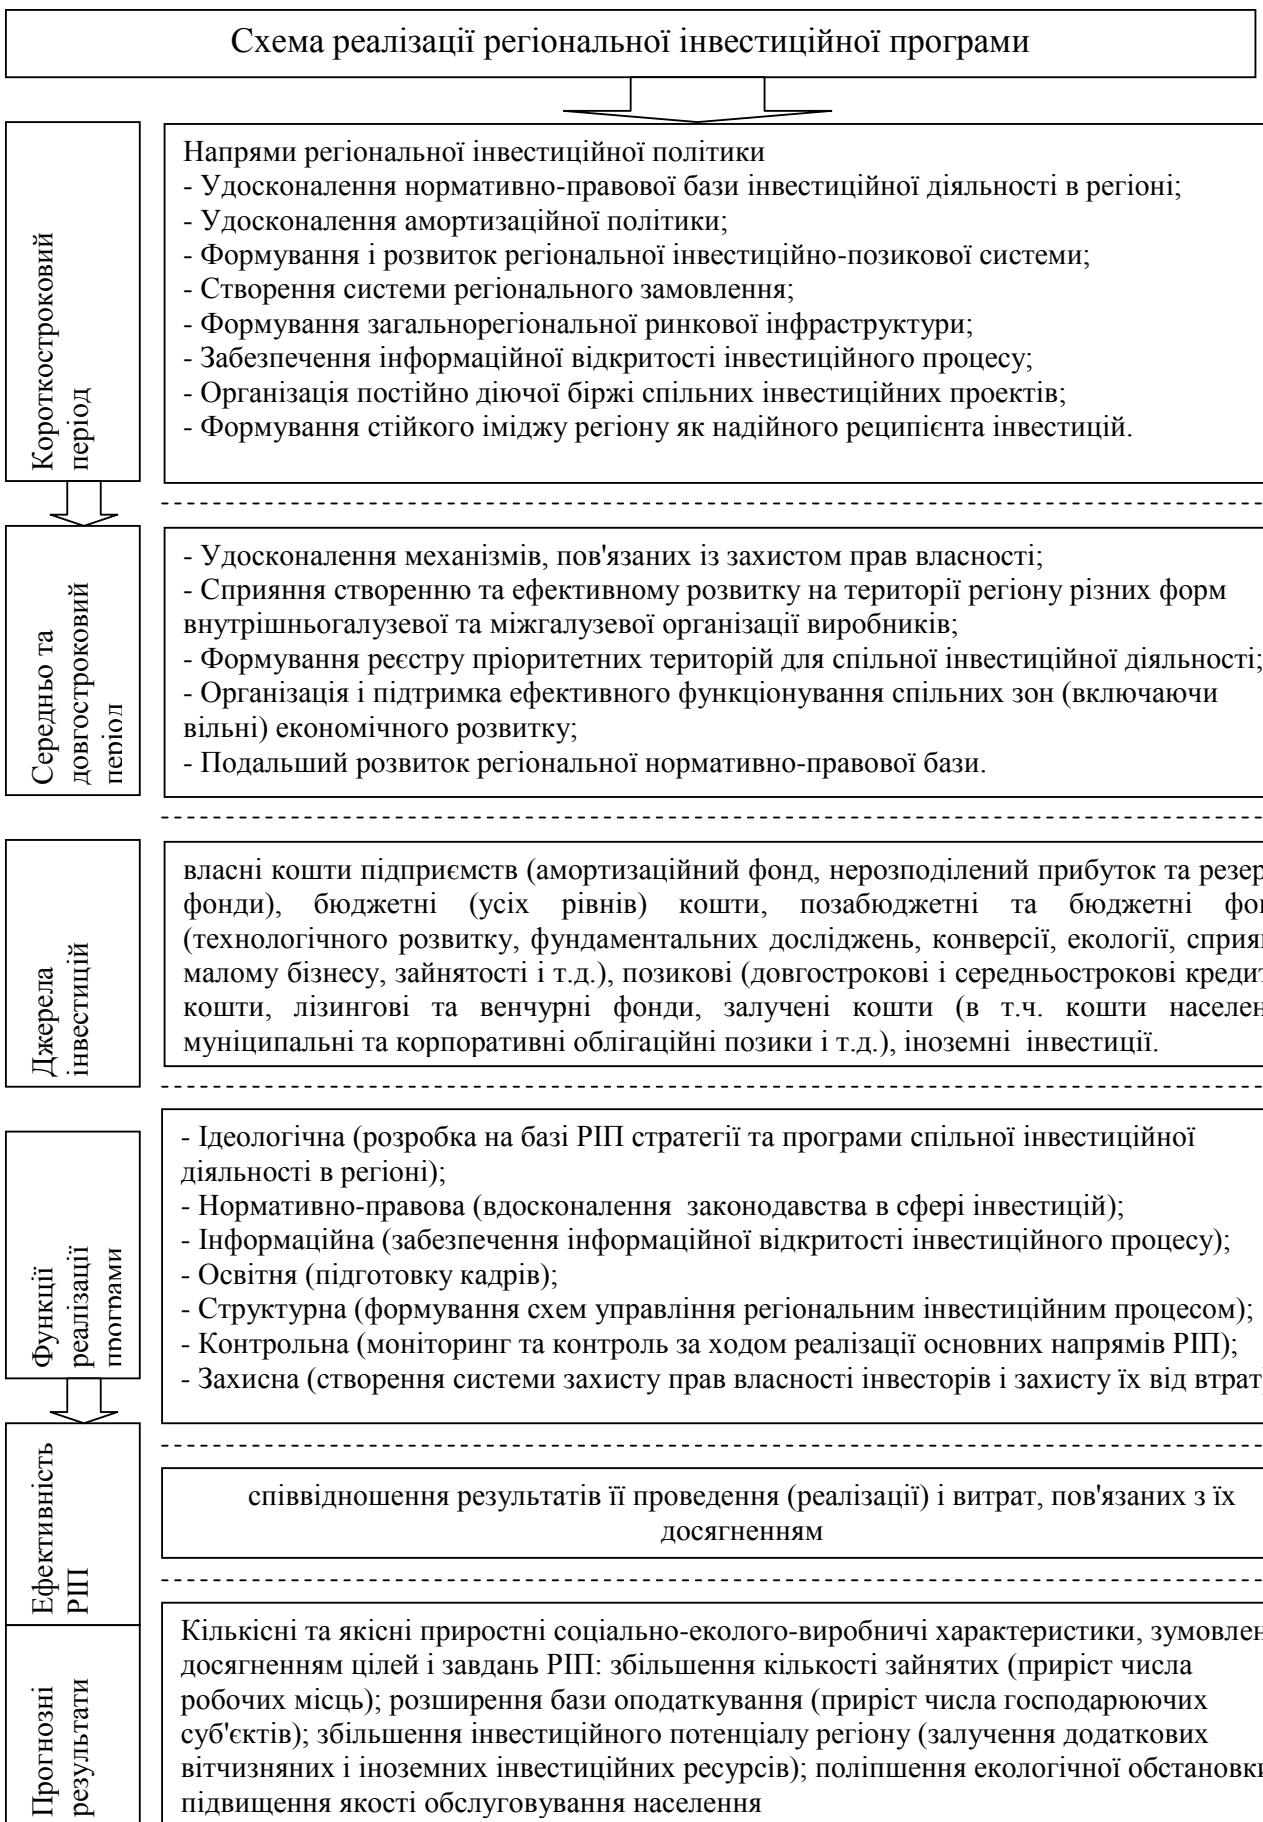 Схема реалізації регіональної інвестиційної програми
Короткостроковий
період
Напрями регіональної інвестиційної політики
- Удосконалення нормативно-правової бази інвестиційної діяльності в регіоні;
- Удосконалення амортизаційної політики;
- Формування і розвиток регіональної інвестиційно-позикової системи;
- Створення системи регіонального замовлення;
- Формування загальнорегіональної ринкової інфраструктури;
- Забезпечення інформаційної відкритості інвестиційного процесу;
- Організація постійно діючої біржі спільних інвестиційних проектів;
- Формування стійкого іміджу регіону як надійного реципієнта інвестицій.
Середньо та
довгостроковий
період
- Удосконалення механізмів, пов'язаних із захистом прав власності;
- Сприяння створенню та ефективному розвитку на території регіону різних форм
внутрішньогалузевої та міжгалузевої організації виробників;
- Формування реєстру пріоритетних територій для спільної інвестиційної діяльності;
- Організація і підтримка ефективного функціонування спільних зон (включаючи
вільні) економічного розвитку;
- Подальший розвиток регіональної нормативно-правової бази.
Джерела
інвестицій
власні кошти підприємств (амортизаційний фонд, нерозподілений прибуток та
фонди), бюджетні (усіх рівнів) кошти, позабюджетні та бюджетні
(технологічного розвитку, фундаментальних досліджень, конверсії, екології,
малому бізнесу, зайнятості і т.д.), позикові (довгострокові і середньострокові
кошти, лізингові та венчурні фонди, залучені кошти (в т.ч. кошти
муніципальні та корпоративні облігаційні позики і т.д.), іноземні інвестиції.
Функції
реалізації
програми
- Ідеологічна (розробка на базі РІП стратегії та програми спільної інвестиційної
діяльності в регіоні);
- Нормативно-правова (вдосконалення законодавства в сфері інвестицій);
- Інформаційна (забезпечення інформаційної відкритості інвестиційного процесу);
- Освітня (підготовку кадрів);
- Структурна (формування схем управління регіональним інвестиційним процесом);
- Контрольна (моніторинг та контроль за ходом реалізації основних напрямів РІП);
- Захисна (створення системи захисту прав власності інвесторів і захисту їх від втрат
Ефективність
РІП
співвідношення результатів її проведення (реалізації) і витрат, пов'язаних з їх
досягненням
Прогнозні
результати
Кількісні та якісні приростні соціально-еколого-виробничі характеристики,
досягненням цілей і завдань РІП: збільшення кількості зайнятих (приріст числа
робочих місць); розширення бази оподаткування (приріст числа господарюючих
суб'єктів); збільшення інвестиційного потенціалу регіону (залучення додаткових
вітчизняних і іноземних інвестиційних ресурсів); поліпшення екологічної обстановки
підвищення якості обслуговування населення